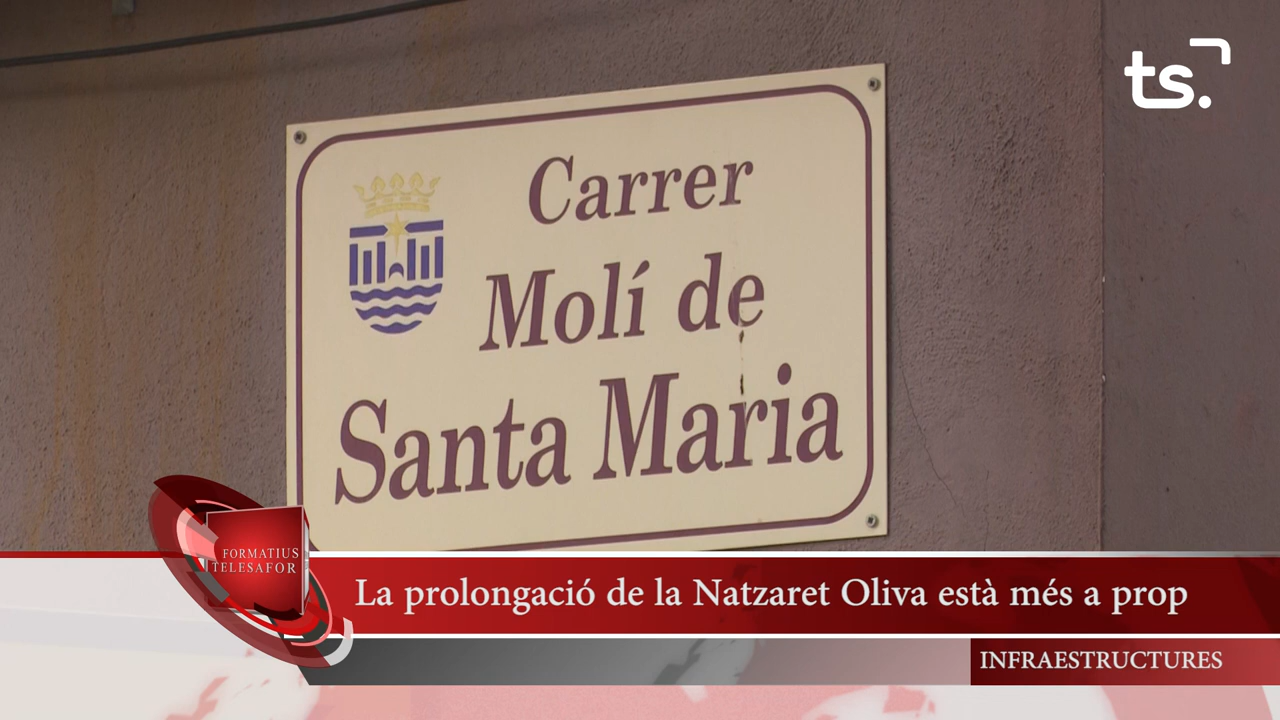 ts.
Carrer
Molí de
Santa Maria
FORMATIUS
TELESAFOR
La prolongació de la Natzaret Oliva està més a prop
INFRAESTRUCTURES